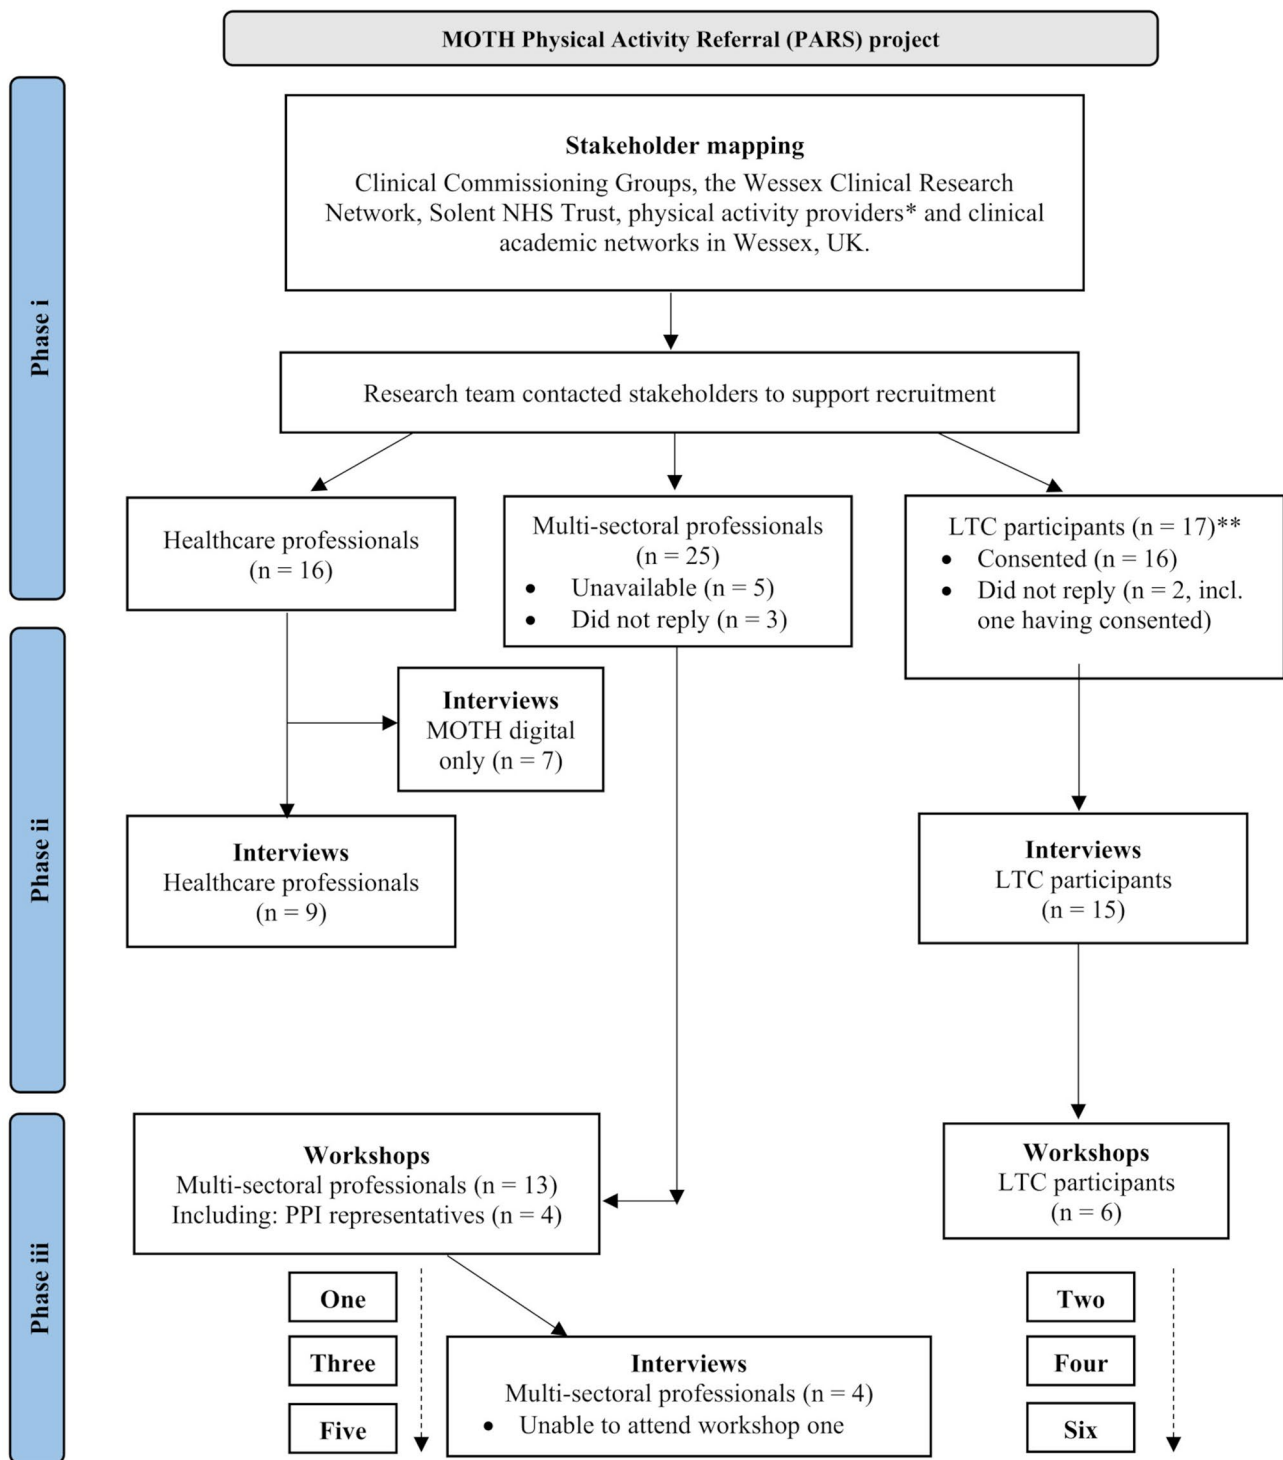 MOTH Physical Activity Referral (PARS) project
Phase i
Stakeholder mapping
Clinical Commissioning Groups, the Wessex Clinical Research
Network, Solent NHS Trust, physical activity providers* and clinical
academic networks in Wessex, UK.
Research team contacted stakeholders to support recruitment
Healthcare professionals
(n = 16)
Multi-sectoral professionals
(n = 25)
• Unavailable (n = 5)
• Did not reply (n = 3)
LTC participants (n = 17)**
• Consented (n = 16)
• Did not reply (n = 2, incl.
one having consented)
Phase ii
Interviews
MOTH digital
only (n = 7)
Interviews
Healthcare professionals
(n = 9)
Interviews
LTC participants
(n = 15)
Phase iii
Workshops
Multi-sectoral professionals (n = 13)
Including: PPI representatives (n = 4)
Workshops
LTC participants
(n = 6)
One
Three
Five
Interviews
Multi-sectoral professionals (n = 4)
• Unable to attend workshop one
Two
Four
Six